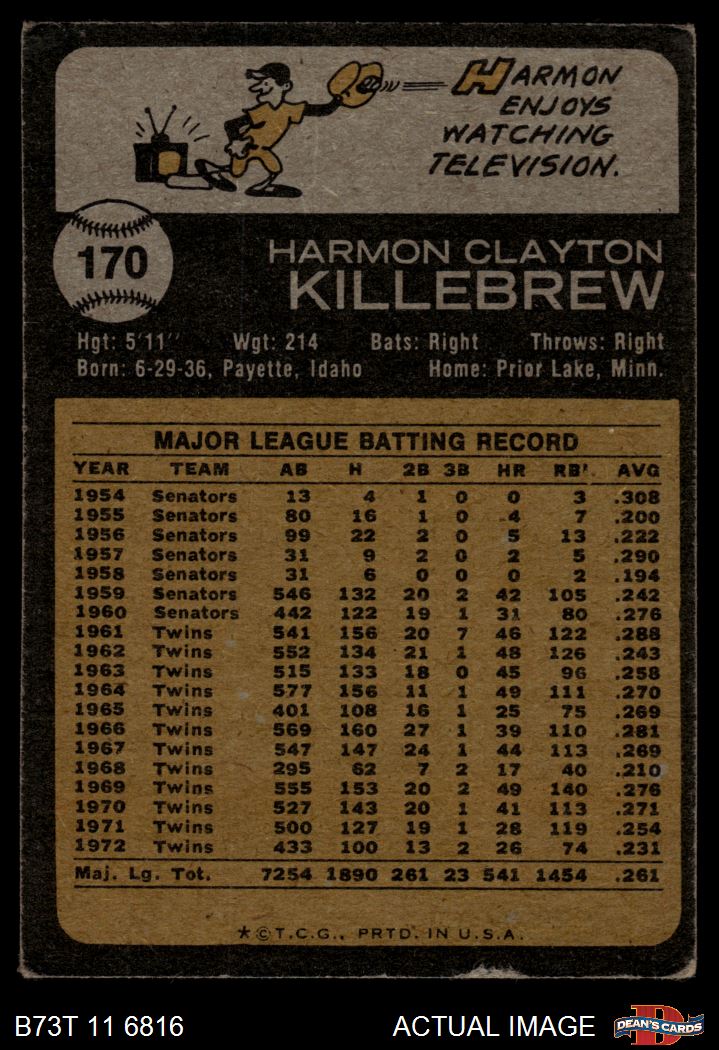 HARMON
ENJOYS
WATCHING
TELEVISION.
170
HARMON CLAYTON
KILLEBREW
Hgt: 5'11" Wgt: 214 Bats: Right Throws: Right
Born: 6-29-36, Payette, Idaho Home: Prior Lake, Minn.
MAJOR LEAGUE BATTING RECORD
YEAR TEAM AB H 2B 3B HR RBI AVG
1954 Senators 13 4 1 0 0 3 .308
1955 Senators 80 16 1 0 4 7 .200
1956 Senators 99 22 2 0 5 13 .222
1957 Senators 31 9 2 0 2 5 .290
1958 Senators 31 6 0 0 0 2 .194
1959 Senators 546 132 20 2 42 105 .242
1960 Senators 442 122 19 1 31 80 .276
1961 Twins 541 156 20 7 46 122 .288
1962 Twins 552 134 21 1 48 126 .243
1963 Twins 515 133 18 0 45 96 .258
1964 Twins 577 156 11 1 49 111 .270
1965 Twins 401 108 16 1 25 75 .269
1966 Twins 569 160 27 1 39 110 .281
1967 Twins 547 147 24 1 44 113 .269
1968 Twins 295 62 7 2 17 40 .210
1969 Twins 555 153 20 2 49 140 .276
1970 Twins 527 143 20 1 41 113 .271
1971 Twins 500 127 19 1 28 119 .254
1972 Twins 433 100 13 2 26 74 .231
Maj. Lg. Tot. 7254 1890 261 23 541 1454 .261
*©T.C.G., PRTD. IN U.S.A.
B73T 11 6816 ACTUAL IMAGE DEAN'S CARDS